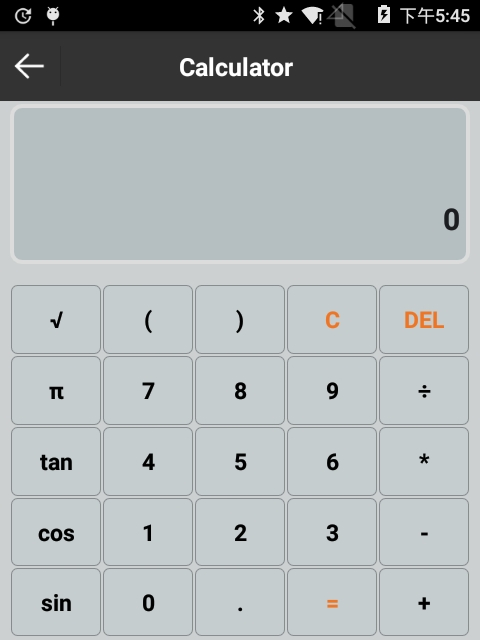 下午5:45
Calculator
0
√ ( ) C DEL
π 7 8 9 ÷
tan 4 5 6 *
cos 1 2 3 -
sin 0 . = +